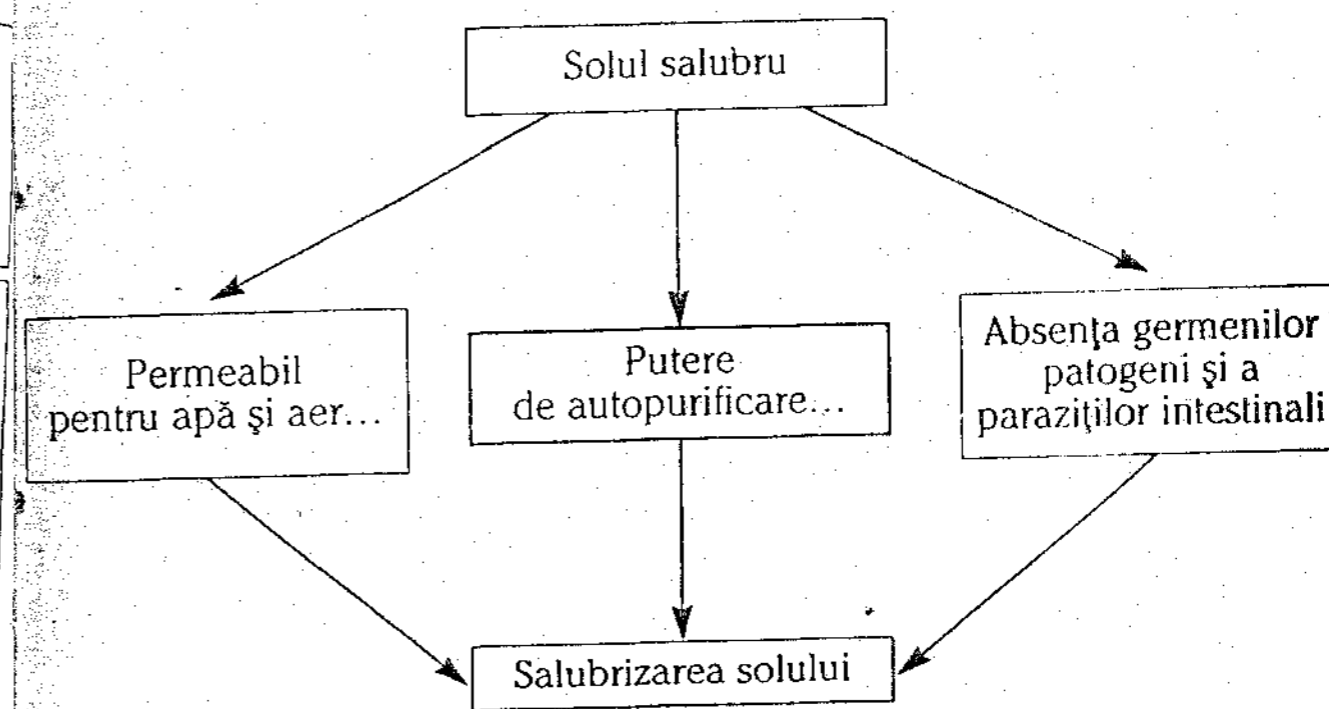 Solul salubru
Permeabil
pentru apă şi aer...
Putere
de autopurificare...
Absenţa germenilor
patogeni şi a
paraziţilor intestinali
Salubrizarea solului